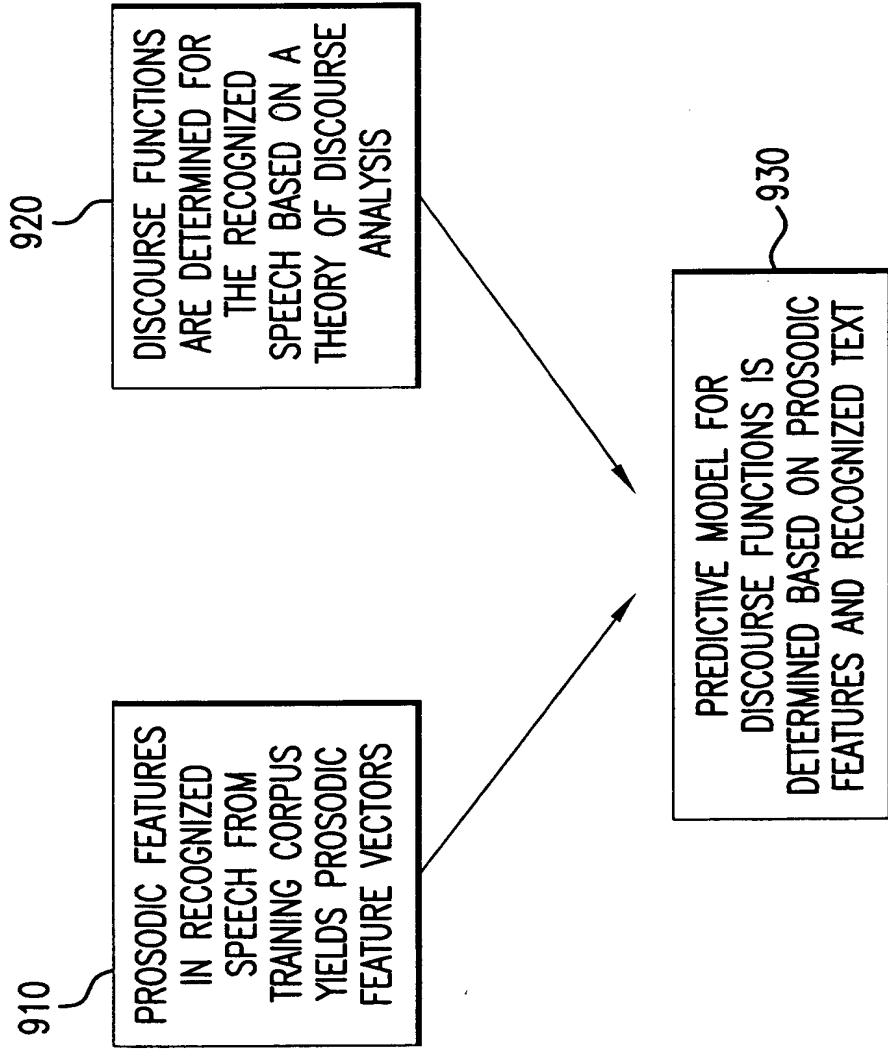 910
PROSODIC FEATURES
IN RECOGNIZED
SPEECH FROM
TRAINING CORPUS
YIELDS PROSODIC
FEATURE VECTORS
920
DISCOURSE FUNCTIONS
ARE DETERMINED FOR
THE RECOGNIZED
SPEECH BASED ON A
THEORY OF DISCOURSE
ANALYSIS
930
PREDICTIVE MODEL FOR
DISCOURSE FUNCTIONS IS
DETERMINED BASED ON PROSODIC
FEATURES AND RECOGNIZED TEXT